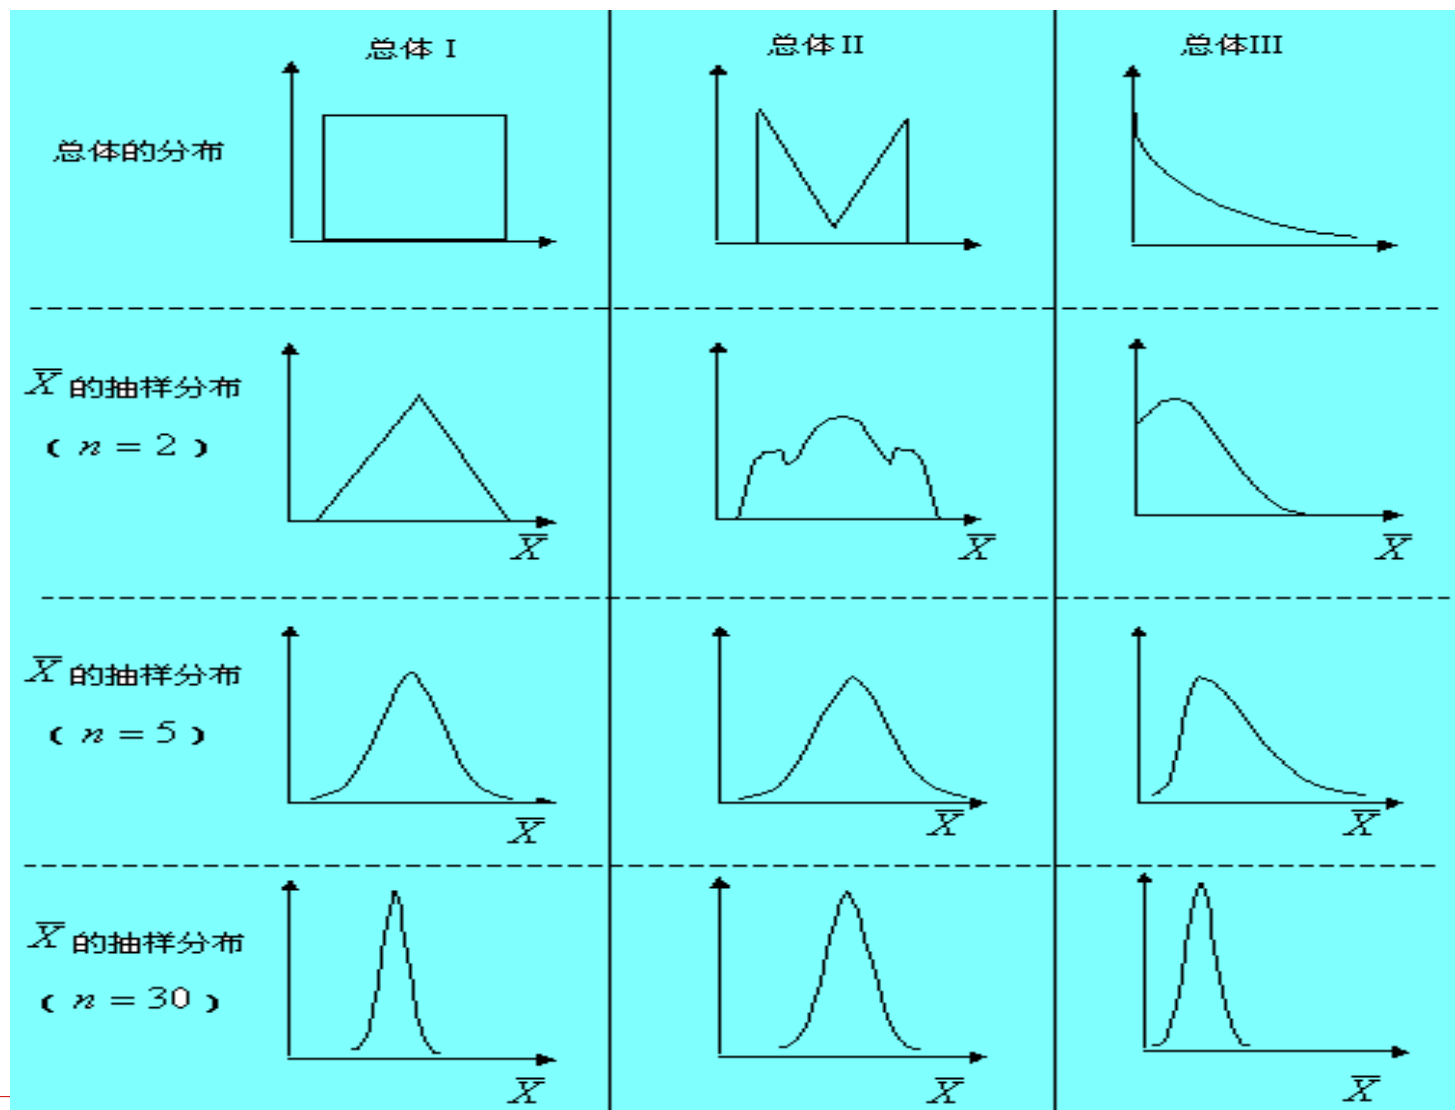 总体 I
总体 II
总体III
总体的分布
X̅ 的抽样分布
( n = 2 )
X̅
X̅
X̅
X̅ 的抽样分布
( n = 5 )
X̅
X̅
X̅
X̅ 的抽样分布
( n = 30 )
X̅
X̅
X̅